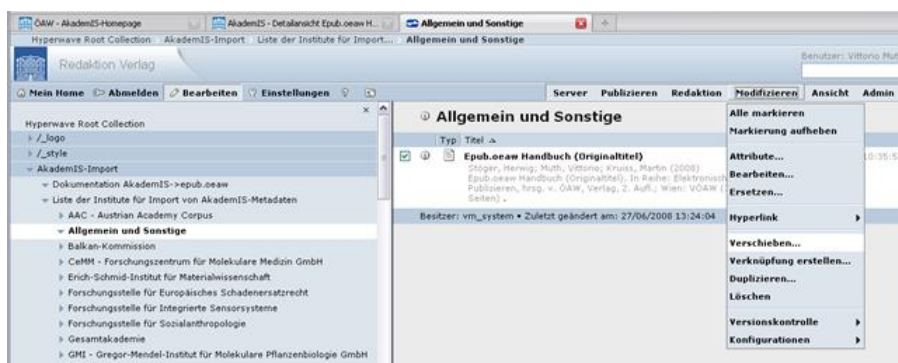 ÖAW - AkademIS-Homepage
AkademIS - Detailansicht Epub.oeaw H...
Allgemein und Sonstige
Hyperwave Root Collection AkademIS-Import Liste der Institute für Import... Allgemein und Sonstige
Redaktion Verlag
Benutzer: Vittorio Mut
Mein Home Abmelden Bearbeiten Einstellungen
Server Publizieren Redaktion Modifizieren Ansicht Admin
Hyperwave Root Collection
/_logo
/_style
AkademIS-Import
Dokumentation AkademIS->epub.oeaw
Liste der Institute für Import von AkademIS-Metadaten
AAC - Austrian Academy Corpus
Allgemein und Sonstige
Balkan-Kommission
CeMM - Forschungszentrum für Molekulare Medizin GmbH
Erich-Schmid-Institut für Materialwissenschaft
Forschungsstelle für Europäisches Schadenersatzrecht
Forschungsstelle für Integrierte Sensorsysteme
Forschungsstelle für Sozialanthropologie
Gesamtakademie
GMI - Gregor-Mendel-Institut für Molekulare Pflanzenbiologie GmbH
Allgemein und Sonstige
Typ Titel
Epub.oeaw Handbuch (Originaltitel)
10:35:5
Stöger, Herwig; Muth, Vittorio; Kruiss, Martin (2008)
Epub.oeaw Handbuch (Originaltitel). In Reihe: Elektronisch
Publizieren, hrsg. v. ÖAW, Verlag, 2. Aufl.; Wien: VÖAW (
Seiten) .
Besitzer: vm_system • Zuletzt geändert am: 27/06/2008 13:24:04
Alle markieren
Markierung aufheben
Attribute...
Bearbeiten...
Ersetzen...
Hyperlink
Verschieben...
Verknüpfung erstellen...
Duplizieren...
Löschen
Versionskontrolle
Konfigurationen